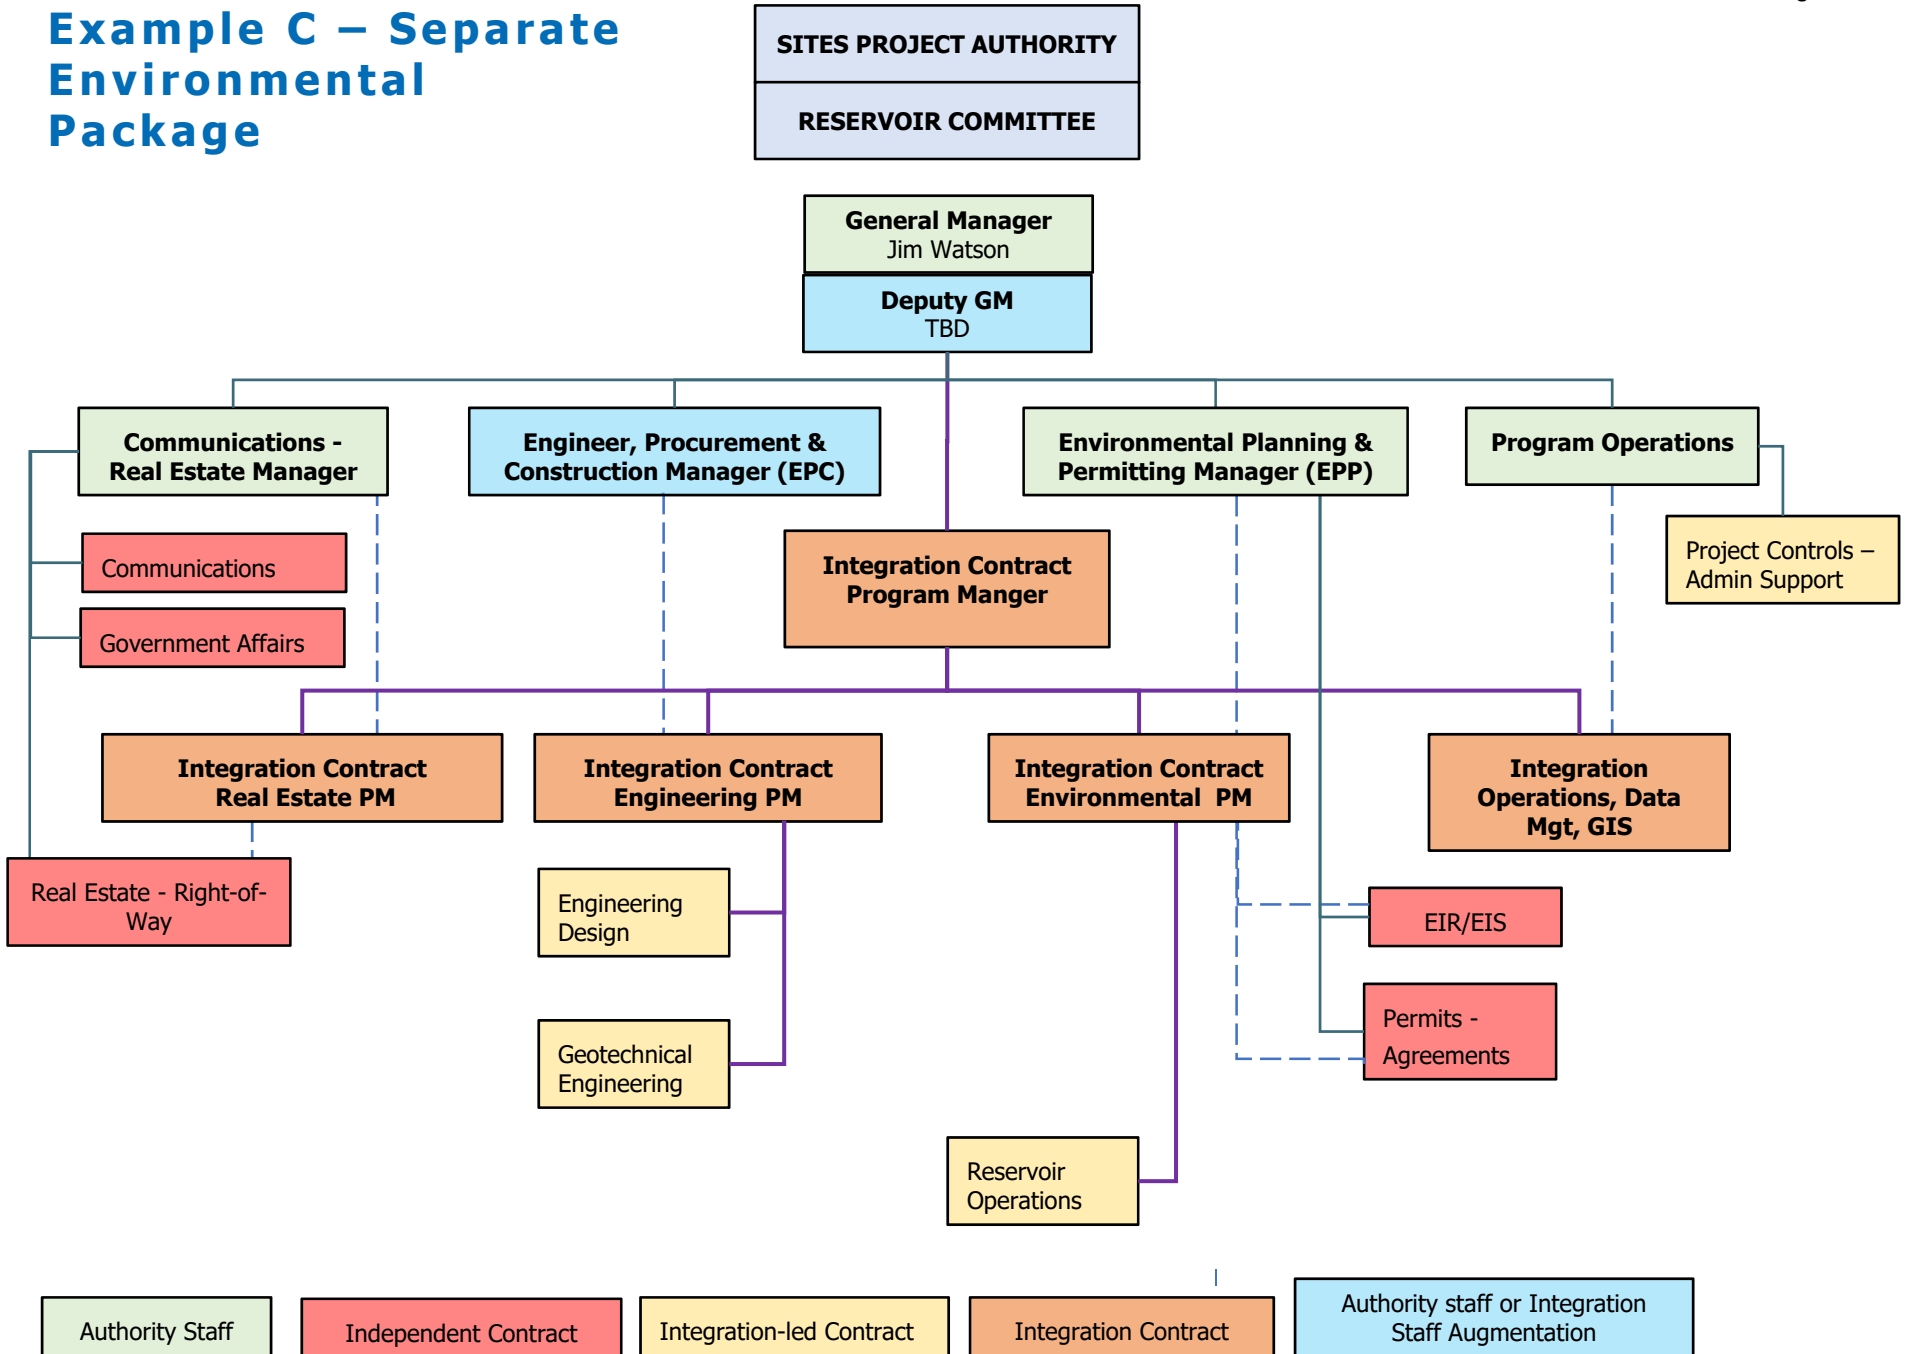 Example C – Separate
Environmental
Package
SITES PROJECT AUTHORITY
RESERVOIR COMMITTEE
General Manager
Jim Watson
Deputy GM
TBD
Communications -
Real Estate Manager
Engineer, Procurement &
Construction Manager (EPC)
Environmental Planning &
Permitting Manager (EPP)
Program Operations
Communications
Government Affairs
Integration Contract
Program Manger
Project Controls –
Admin Support
Integration Contract
Real Estate PM
Integration Contract
Engineering PM
Integration Contract
Environmental  PM
Integration
Operations, Data
Mgt, GIS
Real Estate - Right-of-
Way
Engineering
Design
EIR/EIS
Geotechnical
Engineering
Permits -
Agreements
Reservoir
Operations
Authority Staff
Independent Contract
Integration-led Contract
Integration Contract
Authority staff or Integration
Staff Augmentation